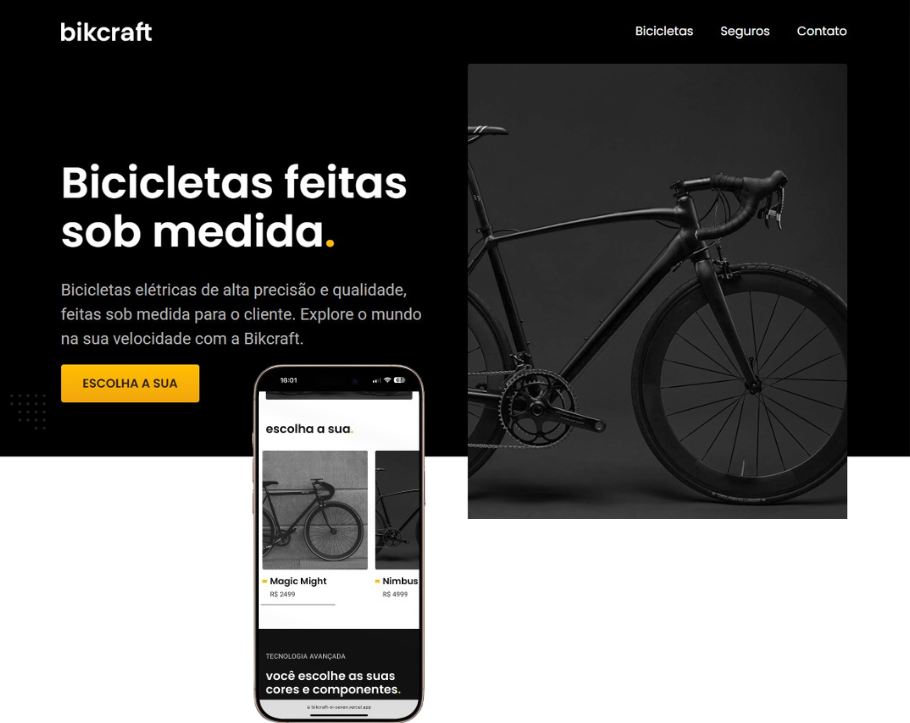 bikcraft
Bicicletas
Seguros
Contato
Bicicletas feitas
sob medida.
Bicicletas elétricas de alta precisão e qualidade,
feitas sob medida para o cliente. Explore o mundo
na sua velocidade com a Bikcraft.
ESCOLHA A SUA
16:01
escolha a sua.
Magic Might
R$ 2499
Nimbus
R$ 4999
TECNOLOGIA AVANÇADA
você escolhe as suas
cores e componentes.